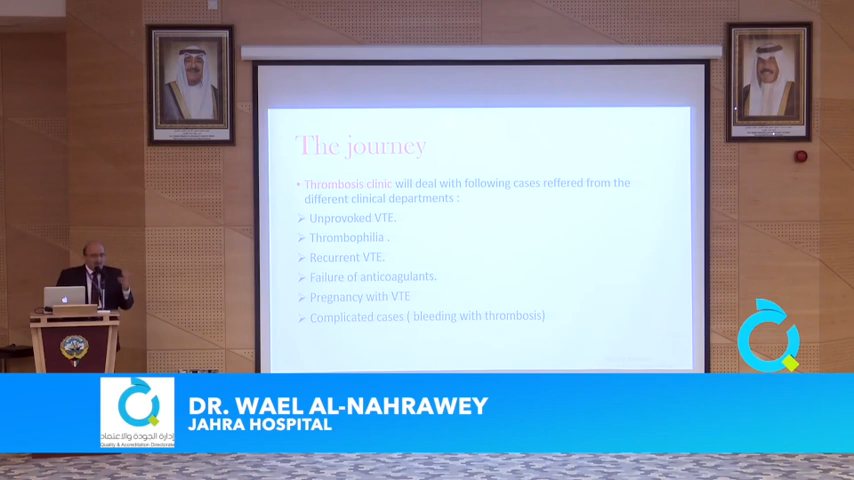 The journey
• Thrombosis clinic will deal with following cases reffered from the
different clinical departments :
➢ Unprovoked VTE.
➢ Thrombophilia .
➢ Recurrent VTE.
➢ Failure of anticoagulants.
➢ Pregnancy with VTE
➢ Complicated cases ( bleeding with thrombosis)
DR. WAEL AL-NAHRAWEY
JAHRA HOSPITAL
إدارة الجودة والاعتماد
Quality & Accreditation Directorate